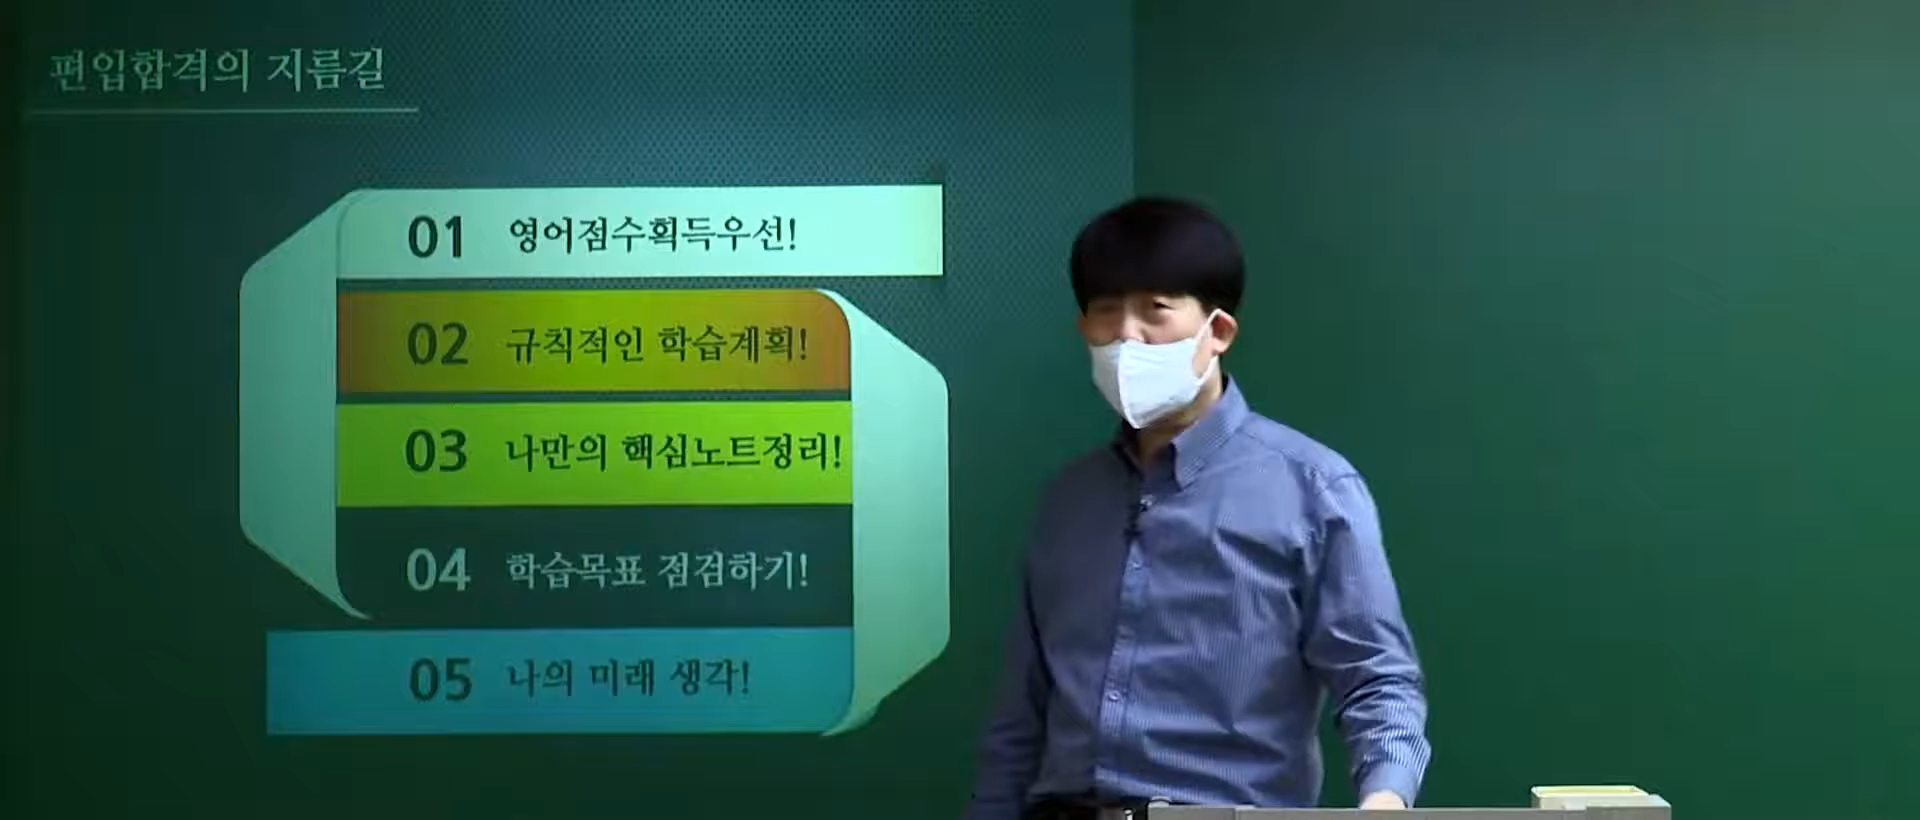 편입합격의 지름길
01 영어점수획득우선!
02 규칙적인 학습계획!
03 나만의 핵심노트정리!
04 학습목표 점검하기!
05 나의 미래 생각!